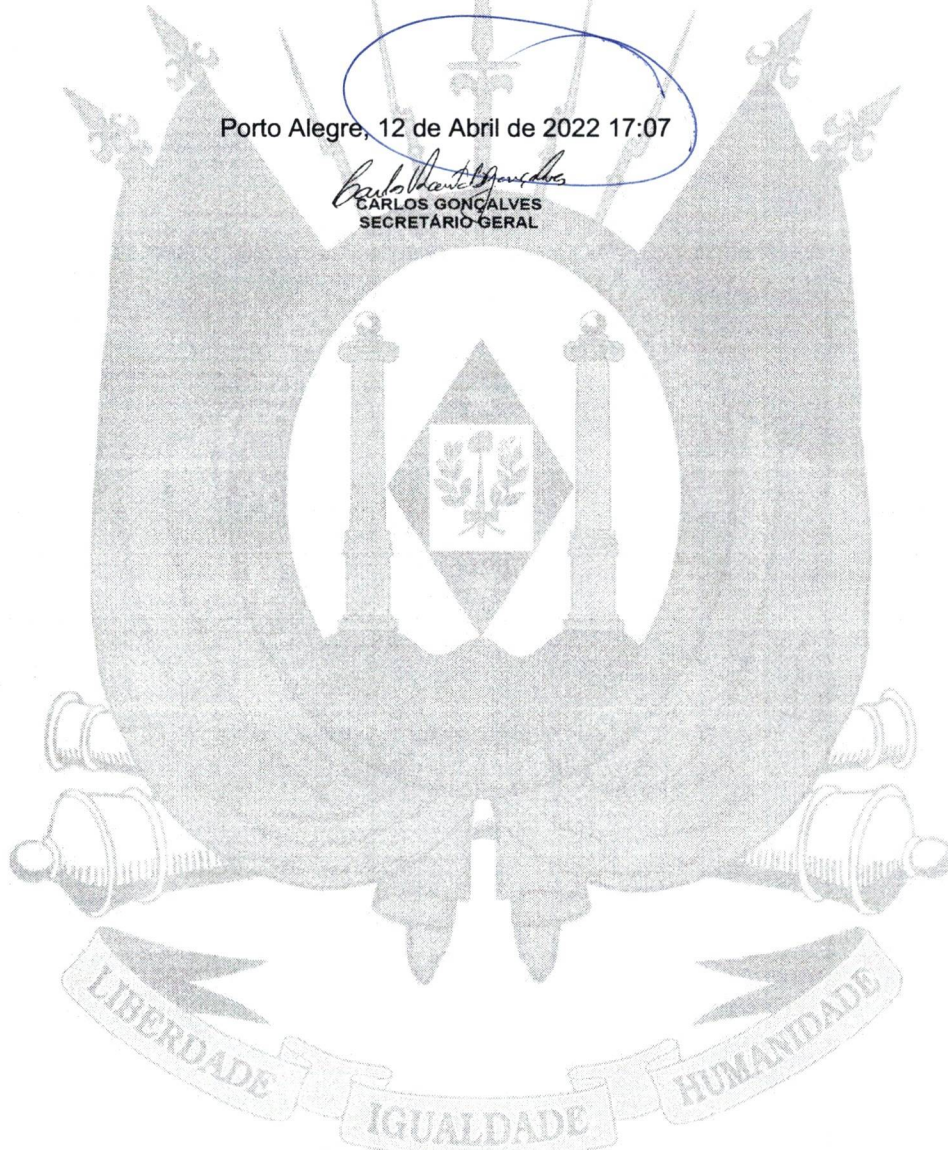 Porto Alegre, 12 de Abril de 2022 17:07
CARLOS GONÇALVES
SECRETÁRIO GERAL
LIBERDADE
IGUALDADE
HUMANIDADE